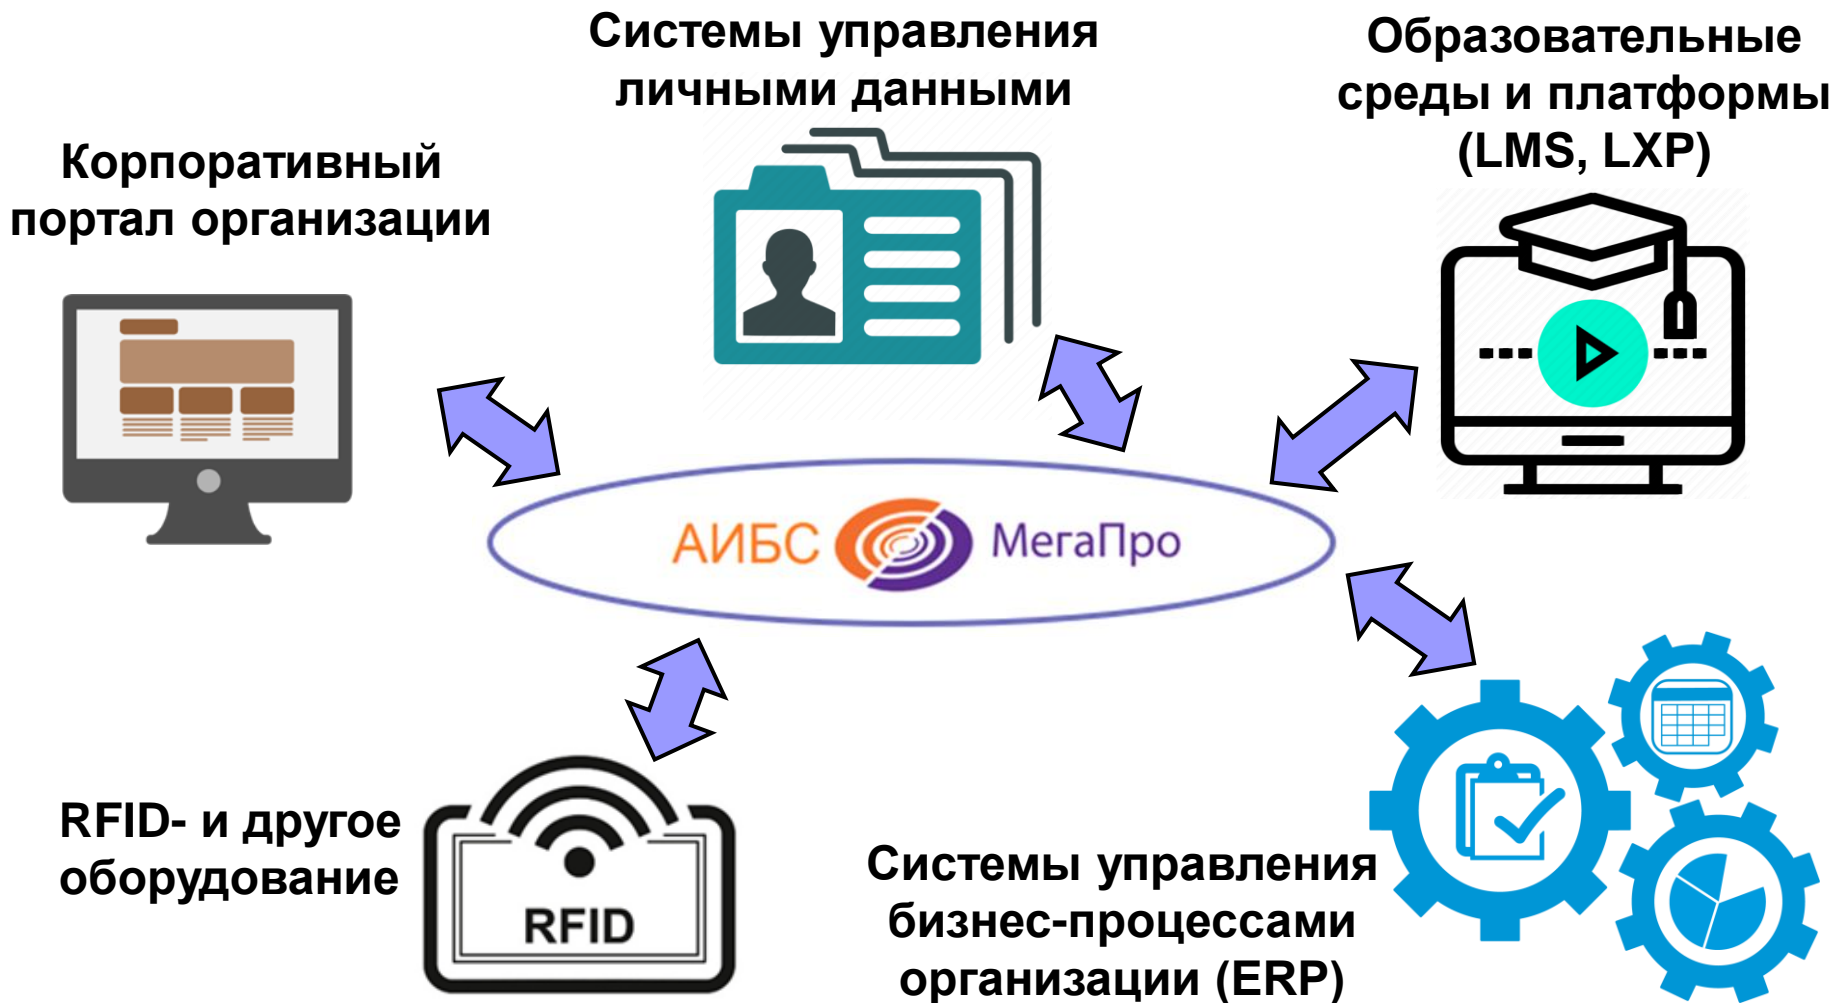 Системы управления
личными данными
Образовательные
среды и платформы
(LMS, LXP)
Корпоративный
портал организации
АИБС МегаПро
RFID- и другое
оборудование
RFID
Системы управления
бизнес-процессами
организации (ERP)